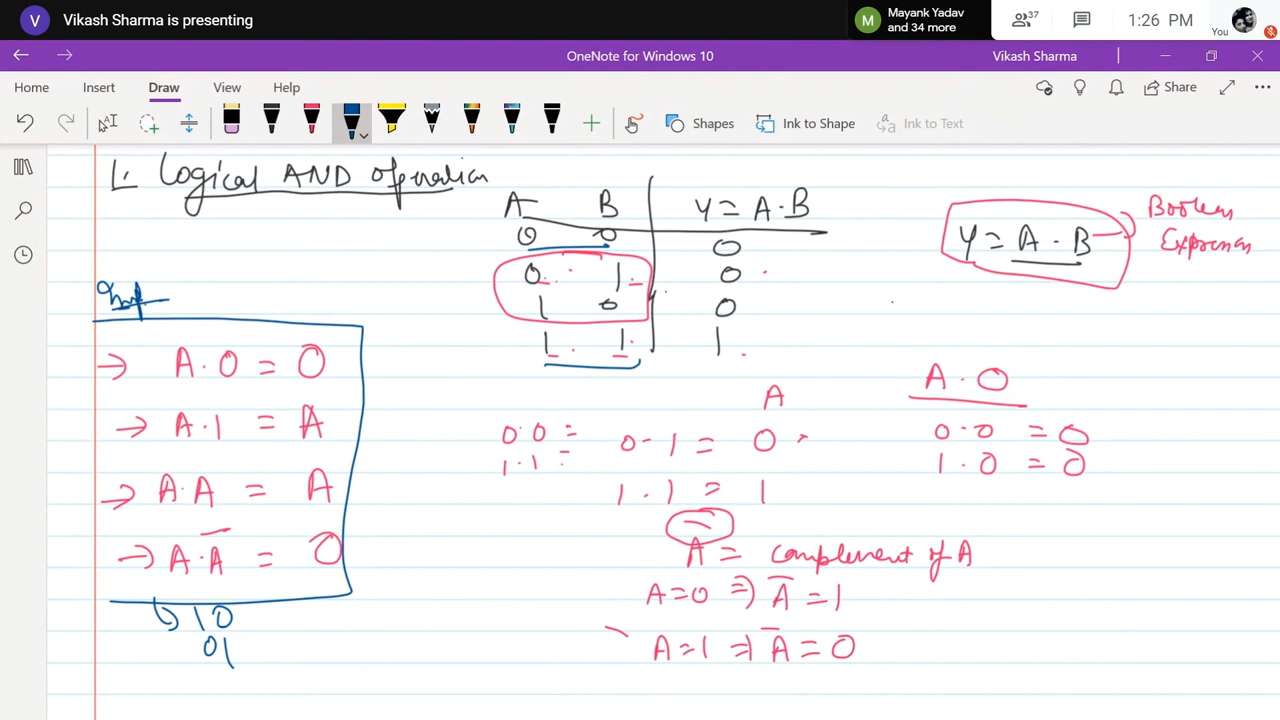 V Vikash Sharma is presenting
M Mayank Yadav and 34 more
37
1:26 PM
You
OneNote for Windows 10
Vikash Sharma
Home Insert Draw View Help
Share
Shapes
Ink to Shape
Ink to Text
1. Logical AND operation
A B Y = A · B
0 0 0
0 1 0
1 0 0
1 1 1
Y = A · B
Boolean
Expression
→ A · 0 = 0
→ A · 1 = A
→ A · A = A
→ A · A̅ = 0
1 0
0 1
A
0 · 0 =
1 · 1 =
0 · 1 = 0
1 · 1 = 1
A · 0
0 · 0 = 0
1 · 0 = 0
A̅ = complement of A
A = 0 ⇒ A̅ = 1
A = 1 ⇒ A̅ = 0